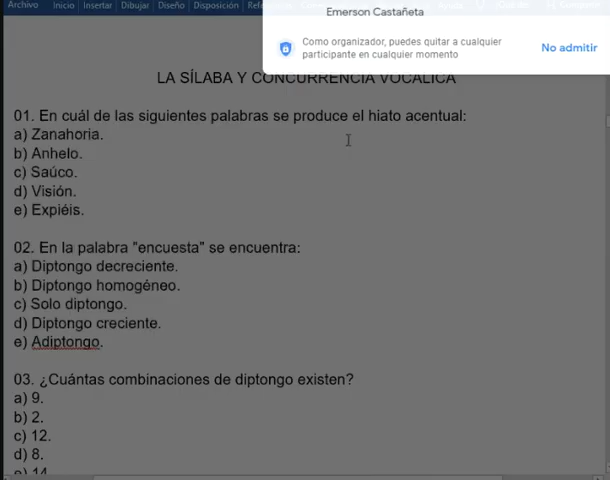 Archivo Inicio Insertar Dibujar Diseño Disposición
Emerson Castañeta
Como organizador, puedes quitar a cualquier
participante en cualquier momento
No admitir
LA SÍLABA Y CONCURRENCIA VOCÁLICA
01. En cuál de las siguientes palabras se produce el hiato acentual:
a) Zanahoria.
b) Anhelo.
c) Saúco.
d) Visión.
e) Expiéis.
02. En la palabra "encuesta" se encuentra:
a) Diptongo decreciente.
b) Diptongo homogéneo.
c) Solo diptongo.
d) Diptongo creciente.
e) Adiptongo.
03. ¿Cuántas combinaciones de diptongo existen?
a) 9.
b) 2.
c) 12.
d) 8.
e) 14